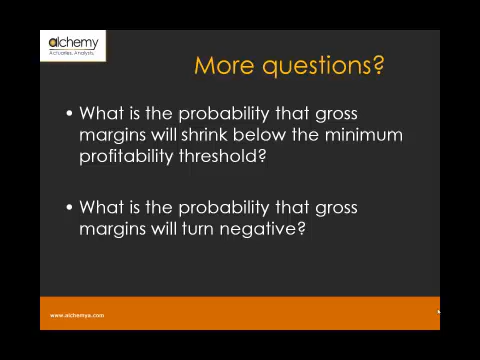 alchemy
Actuaries, Analysts
More questions?
• What is the probability that gross
margins will shrink below the minimum
profitability threshold?
• What is the probability that gross
margins will turn negative?
www.alchemya.com